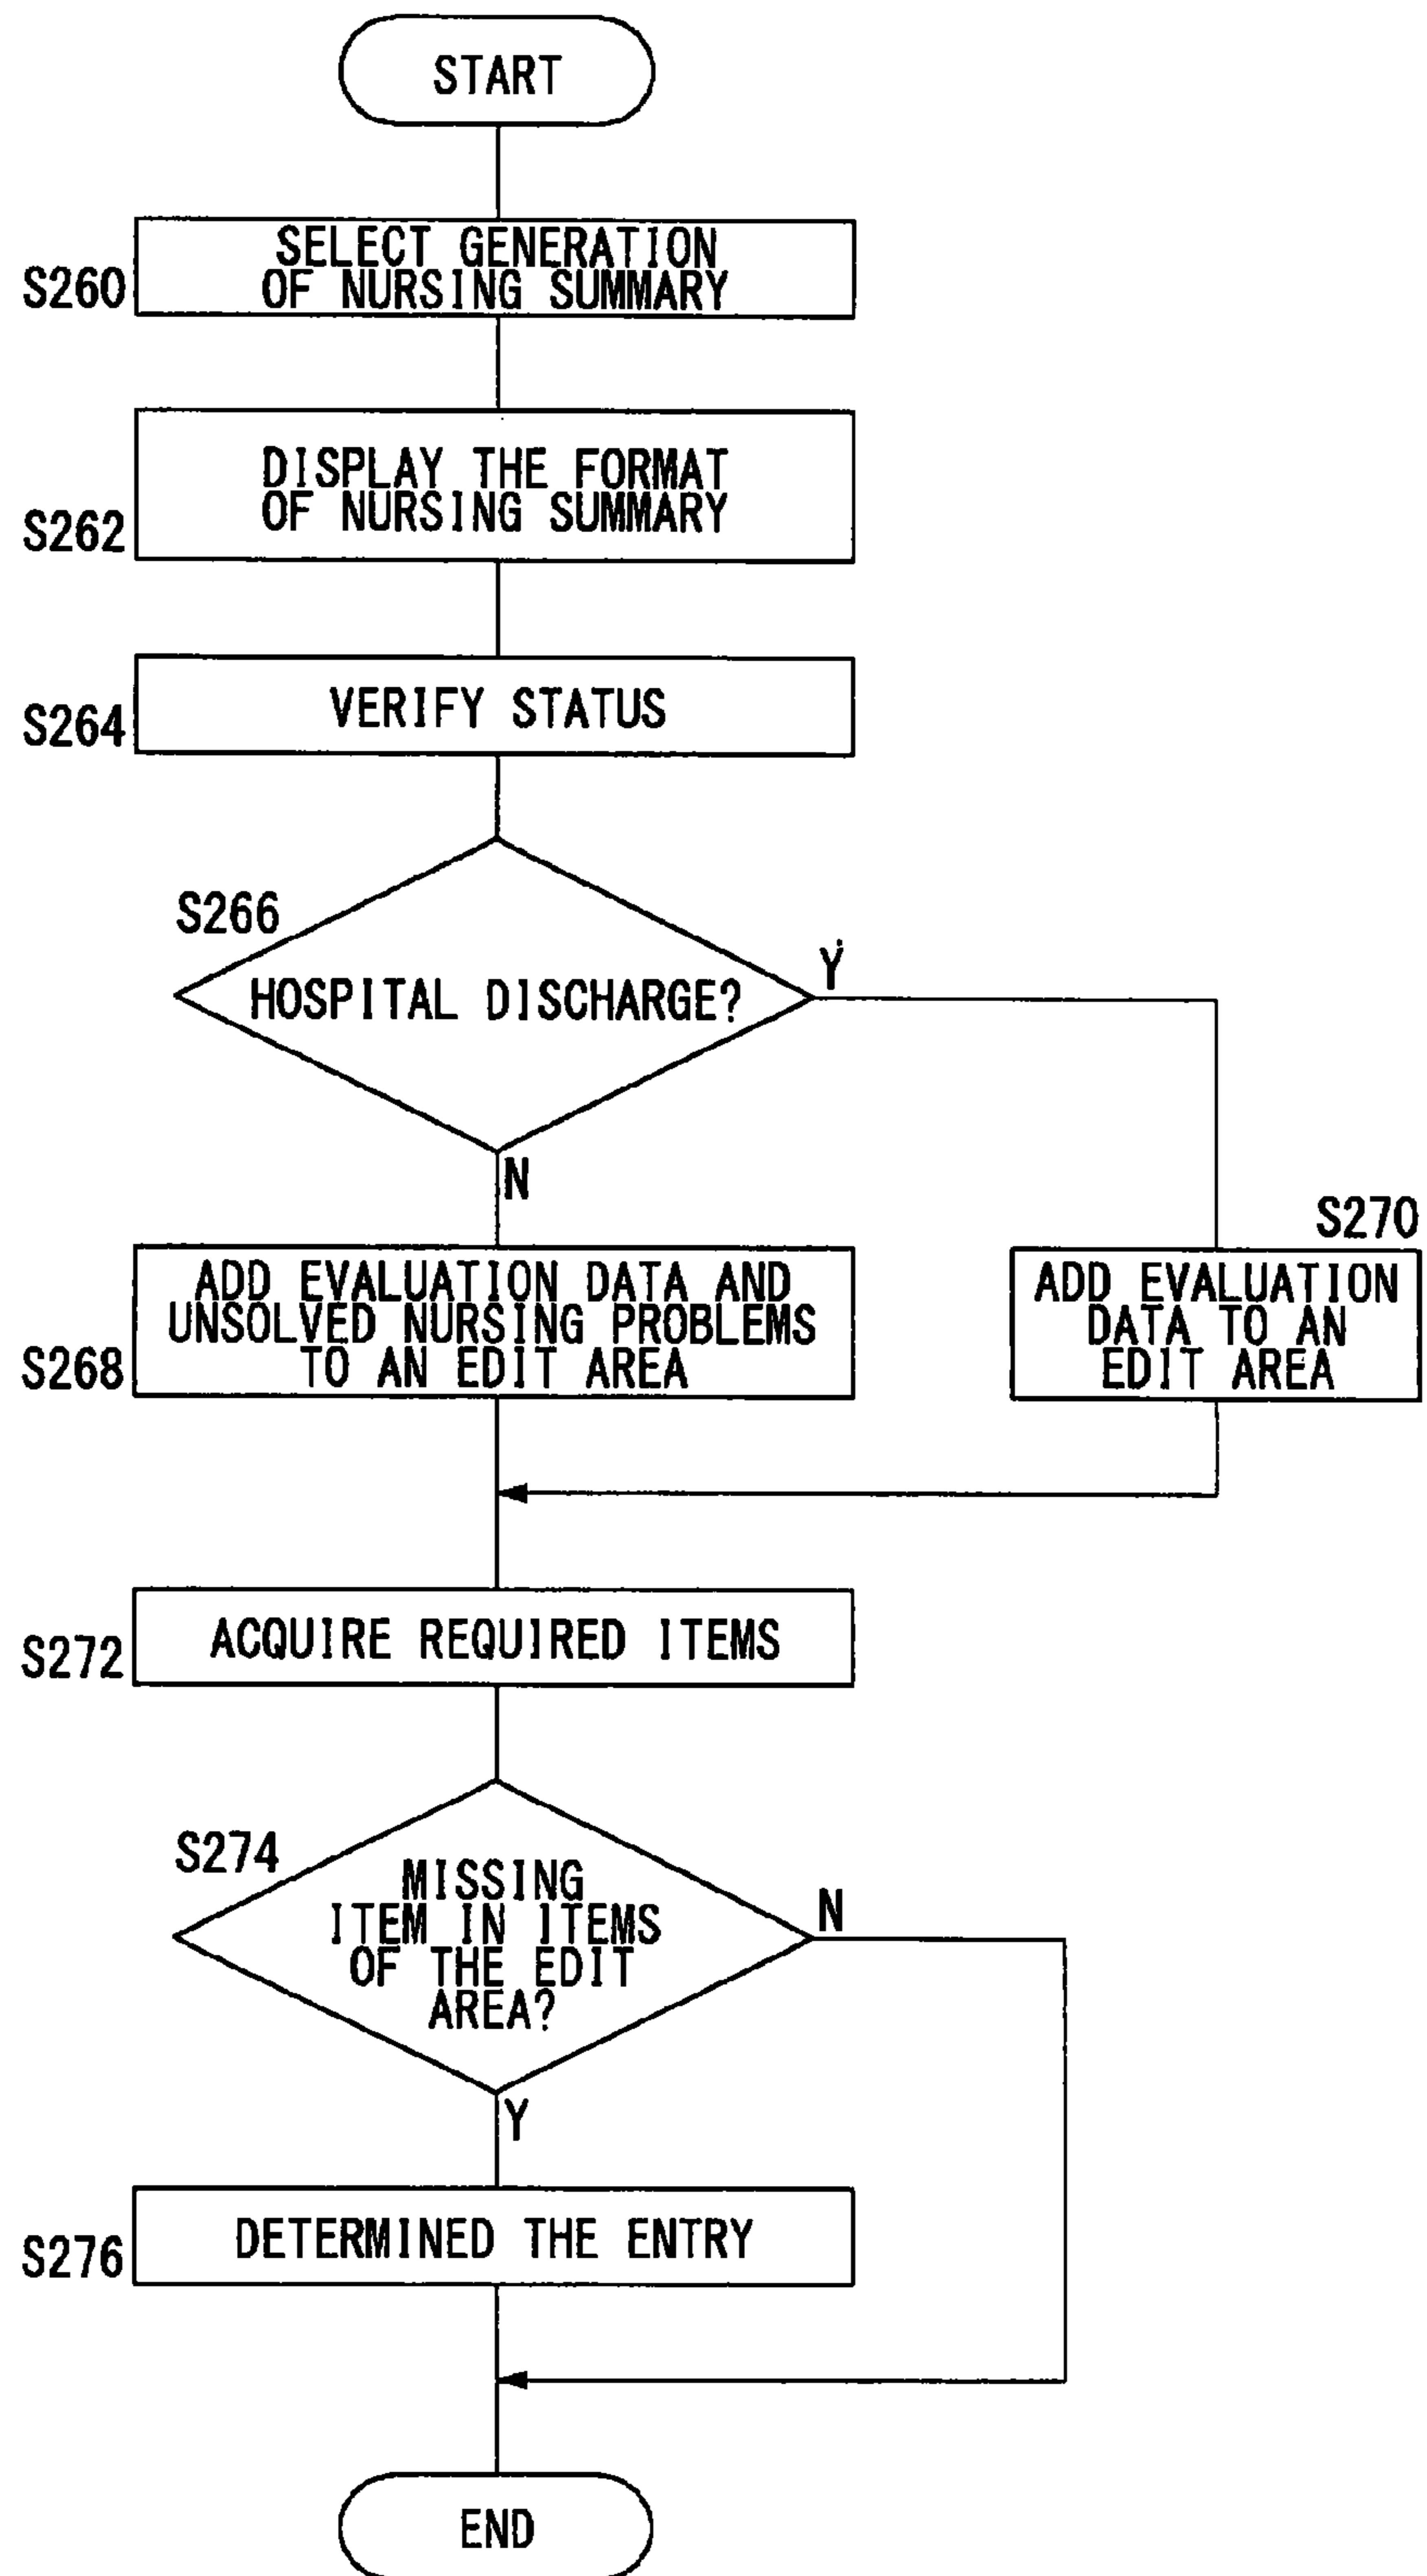 START
SELECT GENERATION
OF NURSING SUMMARY
S260
DISPLAY THE FORMAT
OF NURSING SUMMARY
S262
VERIFY STATUS
S264
S266
HOSPITAL DISCHARGE?
Y
N
S270
ADD EVALUATION DATA AND
UNSOLVED NURSING PROBLEMS
TO AN EDIT AREA
S268
ADD EVALUATION
DATA TO AN
EDIT AREA
ACQUIRE REQUIRED ITEMS
S272
S274
MISSING
ITEM IN ITEMS
OF THE EDIT
AREA?
N
Y
DETERMINED THE ENTRY
S276
END